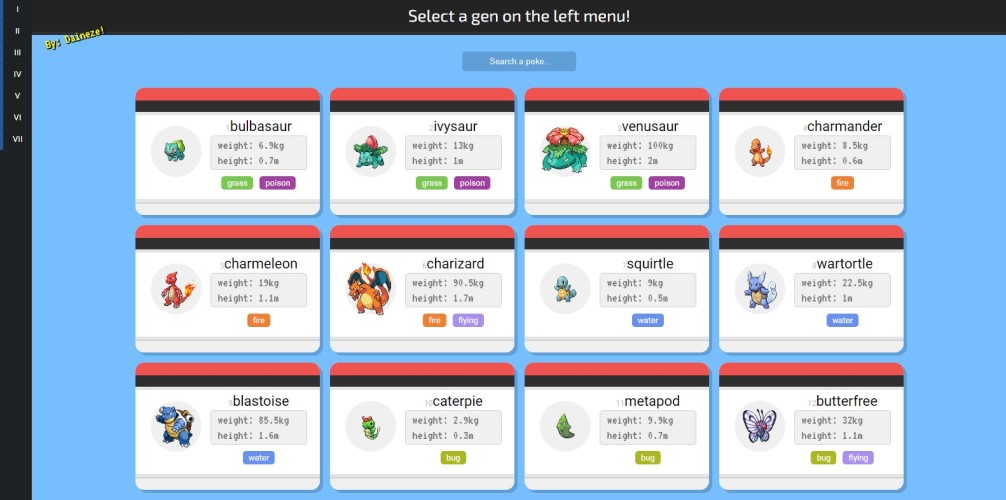 Select a gen on the left menu!
I
II
III
IV
V
VI
VII
By: Daineze!
Search a poke..
1bulbasaur
weight: 6.9kg
height: 0.7m
grass poison
2ivysaur
weight: 13kg
height: 1m
grass poison
3venusaur
weight: 100kg
height: 2m
grass poison
4charmander
weight: 8.5kg
height: 0.6m
fire
5charmeleon
weight: 19kg
height: 1.1m
fire
6charizard
weight: 90.5kg
height: 1.7m
fire flying
7squirtle
weight: 9kg
height: 0.5m
water
8wartortle
weight: 22.5kg
height: 1m
water
9blastoise
weight: 85.5kg
height: 1.6m
water
10caterpie
weight: 2.9kg
height: 0.3m
bug
11metapod
weight: 9.9kg
height: 0.7m
bug
12butterfree
weight: 32kg
height: 1.1m
bug flying